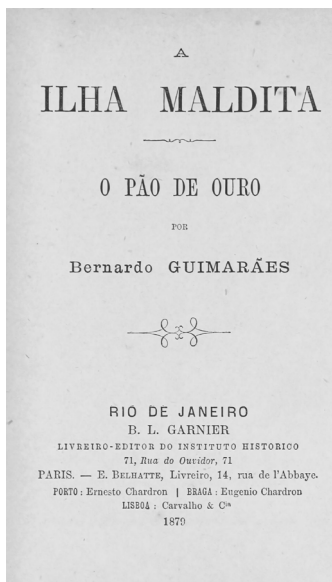 A
ILHA MALDITA
O PÃO DE OURO
POR
Bernardo GUIMARÃES
RIO DE JANEIRO
B. L. GARNIER
LIVREIRO-EDITOR DO INSTITUTO HISTORICO
71, Rua do Ouvidor, 71
PARIS. — E. BELHATTE, Livreiro, 14, rua de l'Abbaye.
PORTO : Ernesto Chardron | BRAGA : Eugenio Chardron
LISBOA : Carvalho & Cia
1879